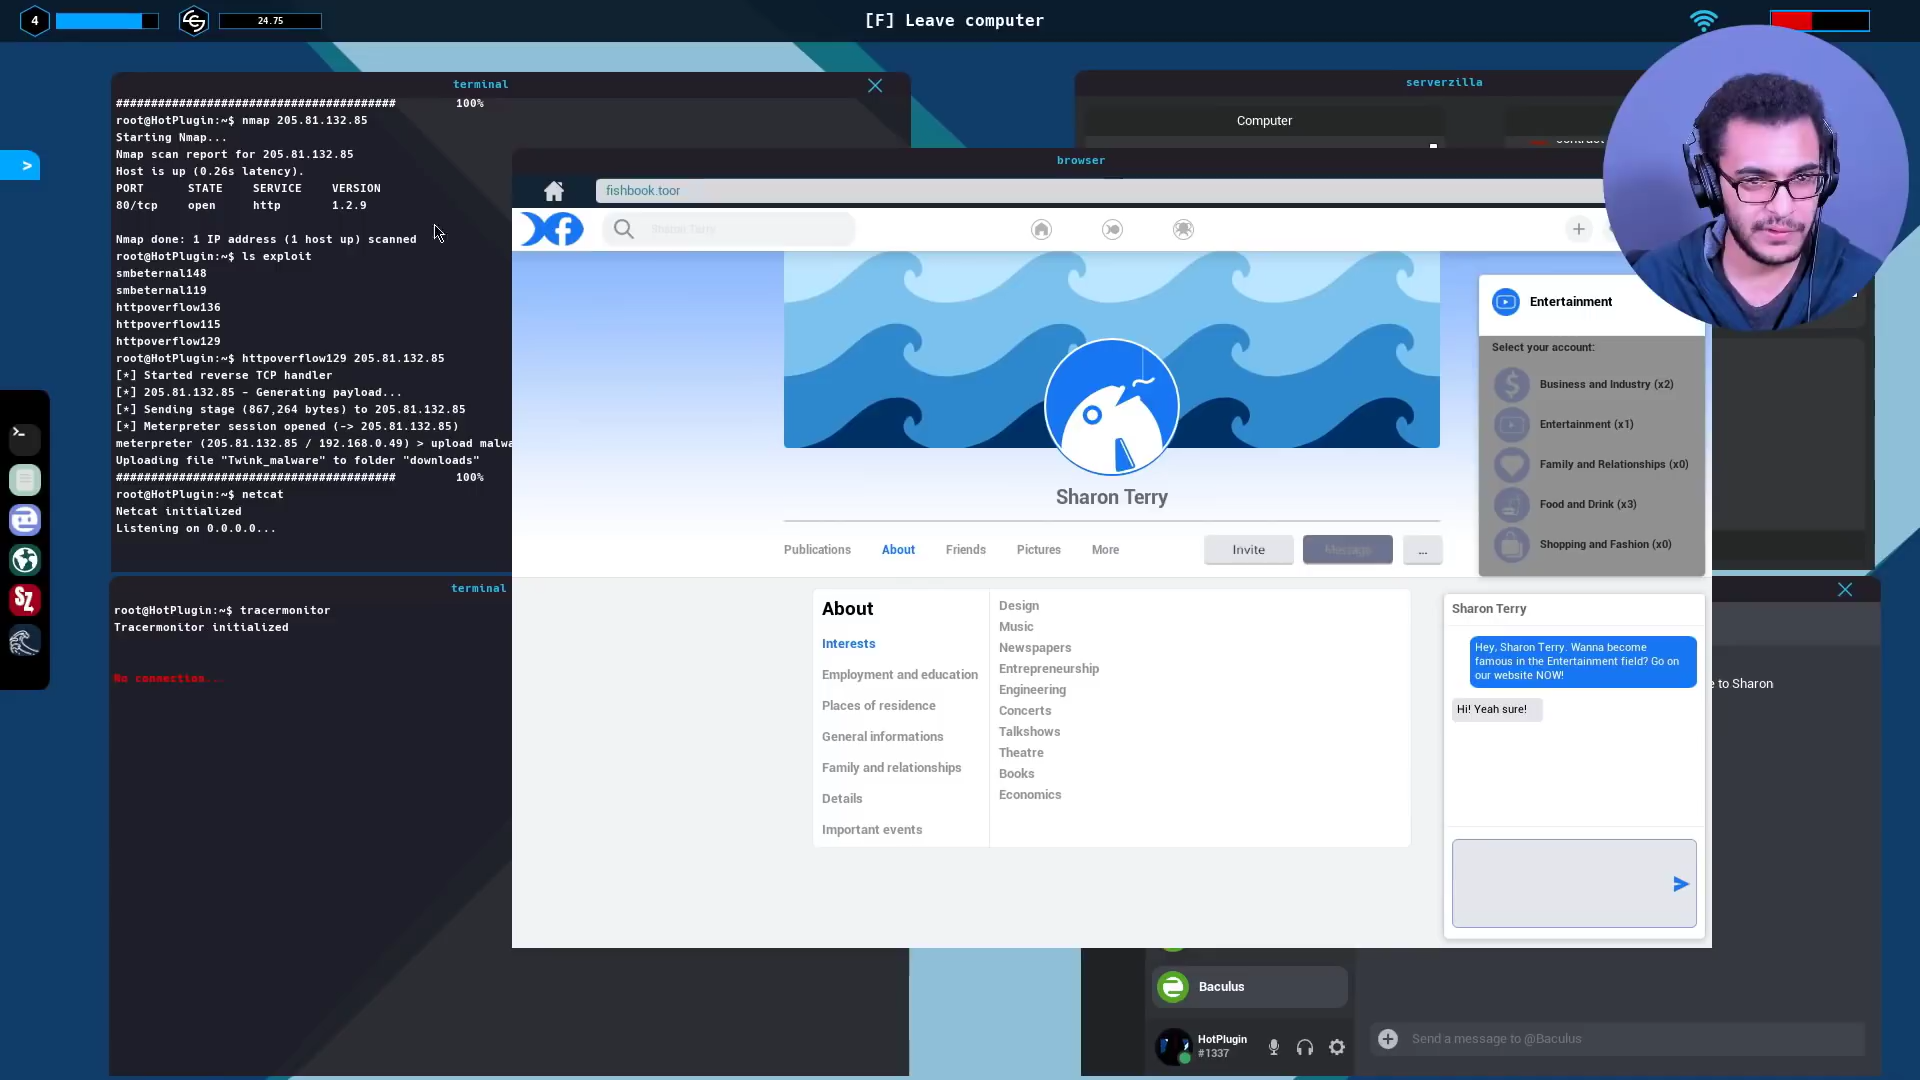 4
24.75
[F] Leave computer
terminal
######################################## 100%
root@HotPlugin:~$ nmap 205.81.132.85
Starting Nmap...
Nmap scan report for 205.81.132.85
Host is up (0.26s latency).
PORT STATE SERVICE VERSION
80/tcp open http 1.2.9
Nmap done: 1 IP address (1 host up) scanned
root@HotPlugin:~$ ls exploit
smbeternal148
smbeternal119
httpoverflow136
httpoverflow115
httpoverflow129
root@HotPlugin:~$ httpoverflow129 205.81.132.85
[*] Started reverse TCP handler
[*] 205.81.132.85 - Generating payload...
[*] Sending stage (867,264 bytes) to 205.81.132.85
[*] Meterpreter session opened (-> 205.81.132.85)
meterpreter (205.81.132.85 / 192.168.0.49) > upload malwa
Uploading file "Twink_malware" to folder "downloads"
######################################## 100%
root@HotPlugin:~$ netcat
Netcat initialized
Listening on 0.0.0.0...
terminal
root@HotPlugin:~$ tracermonitor
Tracermonitor initialized
No connection...
serverzilla
Computer
browser
fishbook.toor
Sharon Terry
Entertainment
Select your account:
Business and Industry (x2)
Entertainment (x1)
Family and Relationships (x0)
Food and Drink (x3)
Shopping and Fashion (x0)
Sharon Terry
Publications About Friends Pictures More
Invite
Message
...
About
Interests
Employment and education
Places of residence
General informations
Family and relationships
Details
Important events
Design
Music
Newspapers
Entrepreneurship
Engineering
Concerts
Talkshows
Theatre
Books
Economics
Sharon Terry
Hey, Sharon Terry. Wanna become
famous in the Entertainment field? Go on
our website NOW!
Hi! Yeah sure!
e to Sharon
Baculus
HotPlugin
#1337
Send a message to @Baculus
SZ